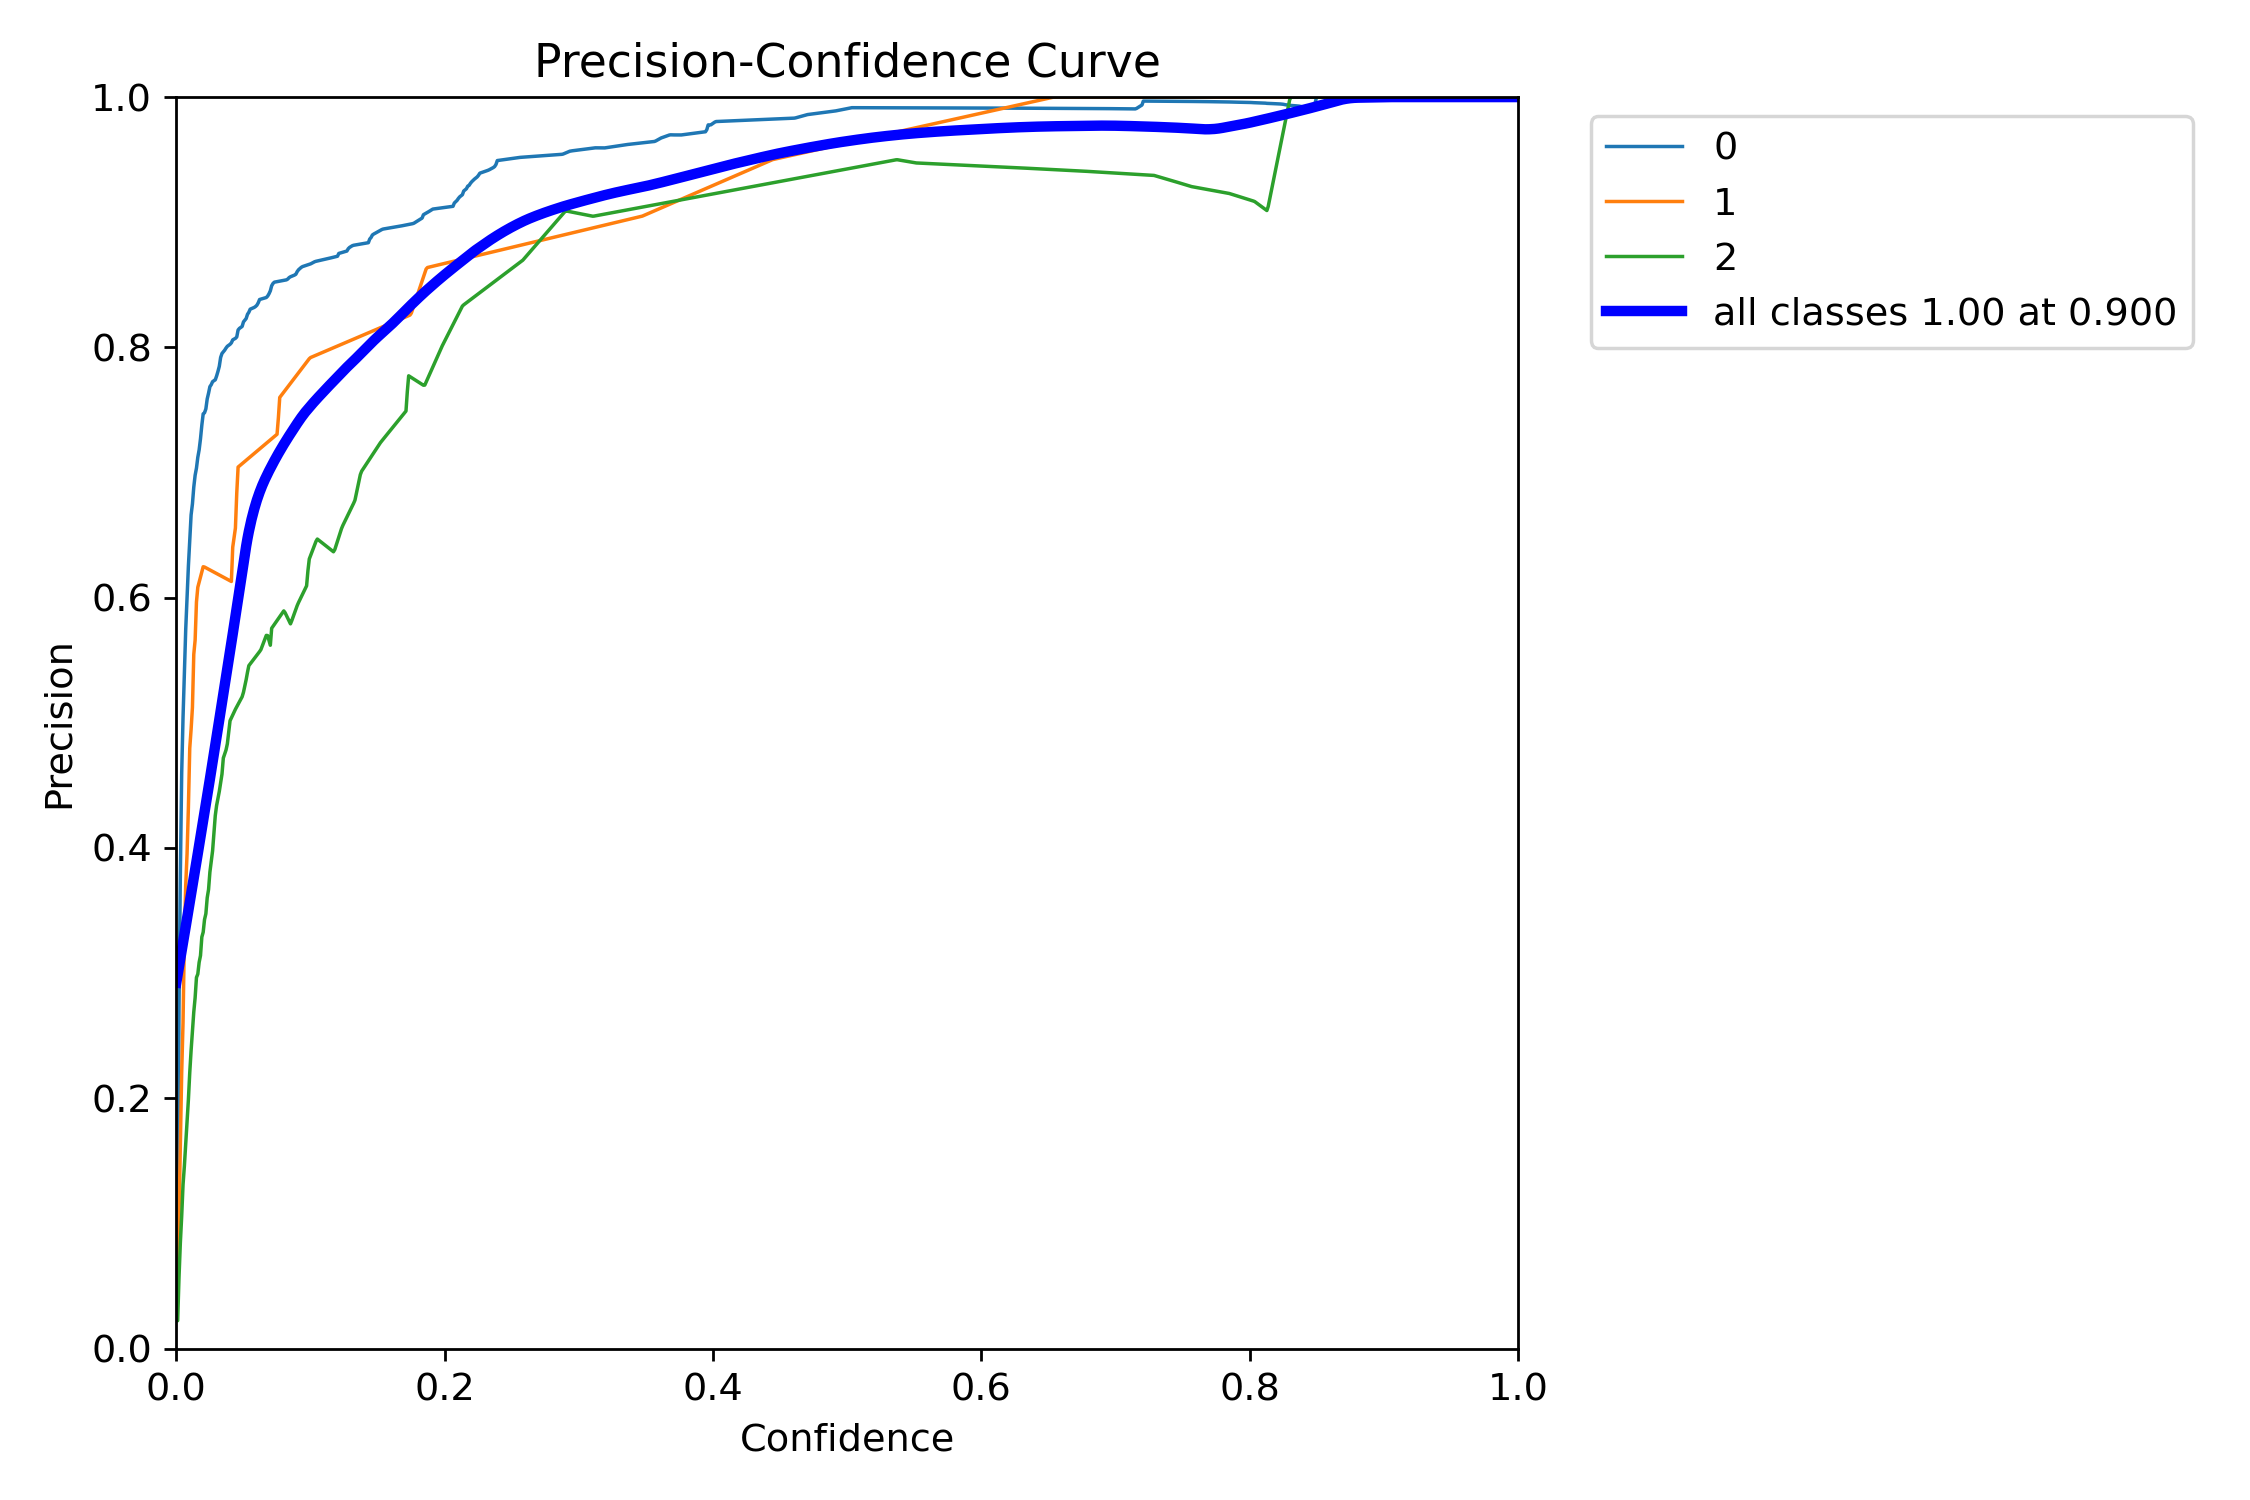 Precision-Confidence Curve
1.0
0.8
0.6
0.4
0.2
0.0
Precision
0.0 0.2 0.4 0.6 0.8 1.0
Confidence
0
1
2
all classes 1.00 at 0.900